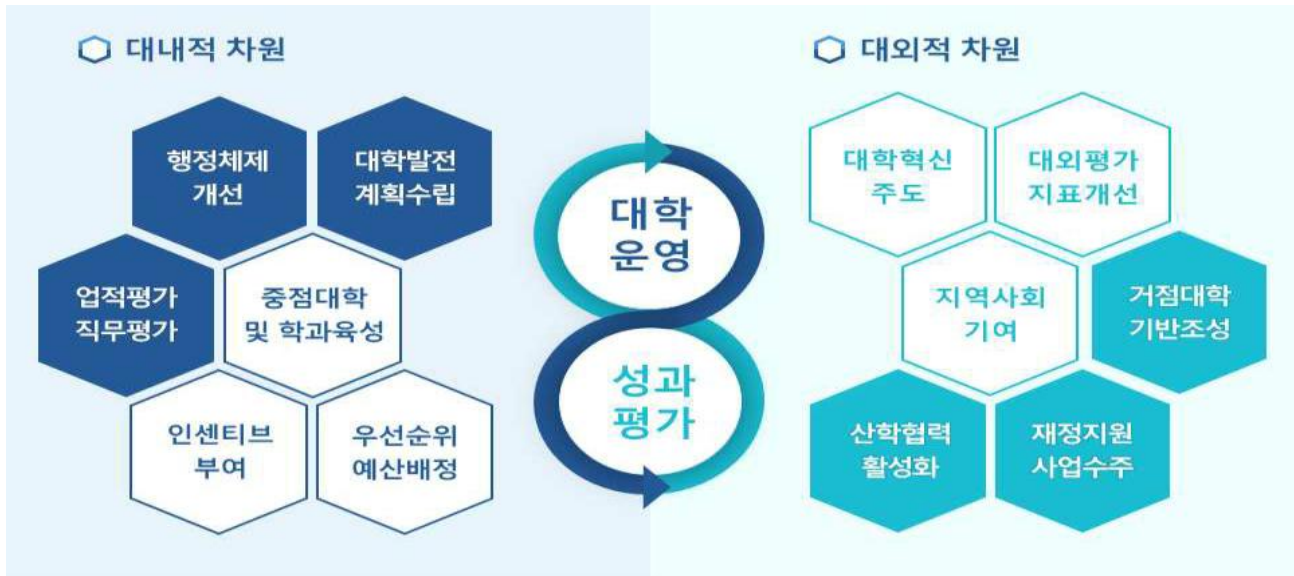 대내적 차원
행정체제
개선
대학발전
계획수립
업적평가
직무평가
중점대학
및 학과육성
인센티브
부여
우선순위
예산배정
대학
운영
성과
평가
대외적 차원
대학혁신
주도
대외평가
지표개선
지역사회
기여
거점대학
기반조성
산학협력
활성화
재정지원
사업수주